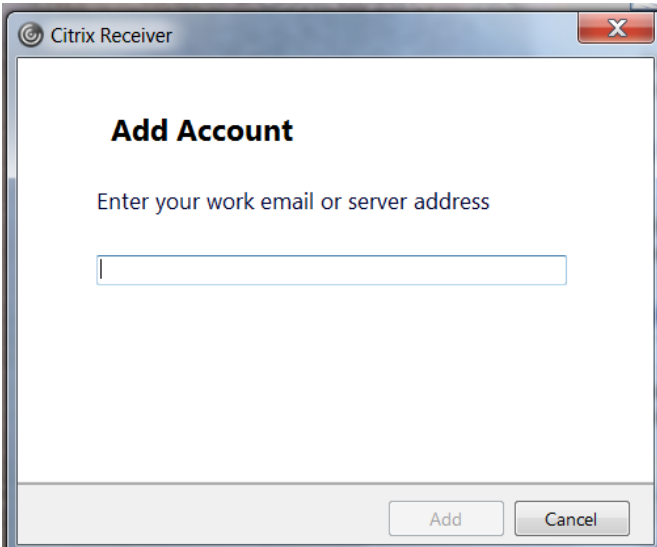 Citrix Receiver
X
Add Account
Enter your work email or server address
Add
Cancel